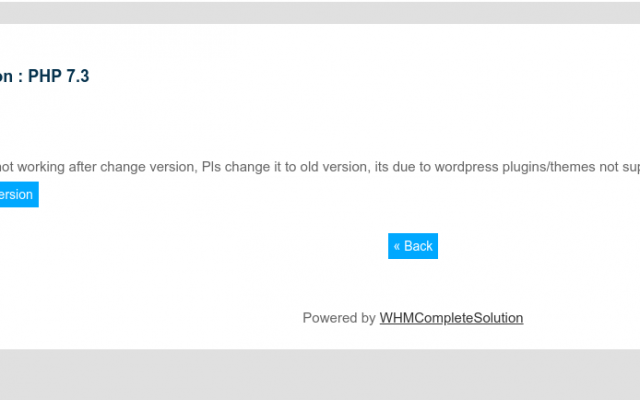 on : PHP 7.3
not working after change version, Pls change it to old version, its due to wordpress plugins/themes not sup
ersion
« Back
Powered by WHMCompleteSolution